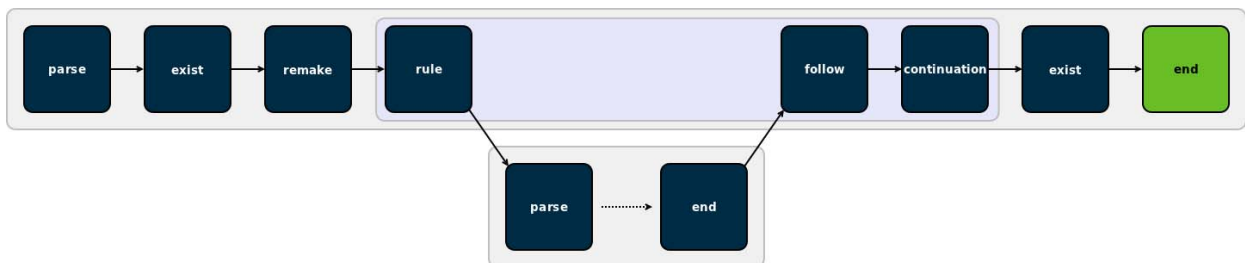 parse
exist
remake
rule
follow
continuation
exist
end
parse
end